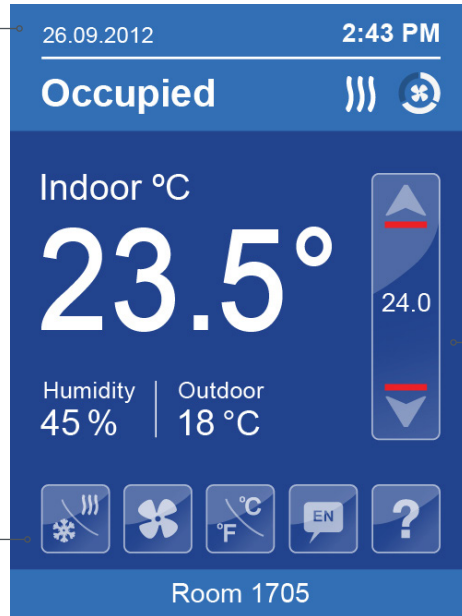 26.09.2012 2:43 PM
Occupied
Indoor ºC
23.5°
24.0
Humidity Outdoor
45 % 18 °C
°F °C EN ?
Room 1705